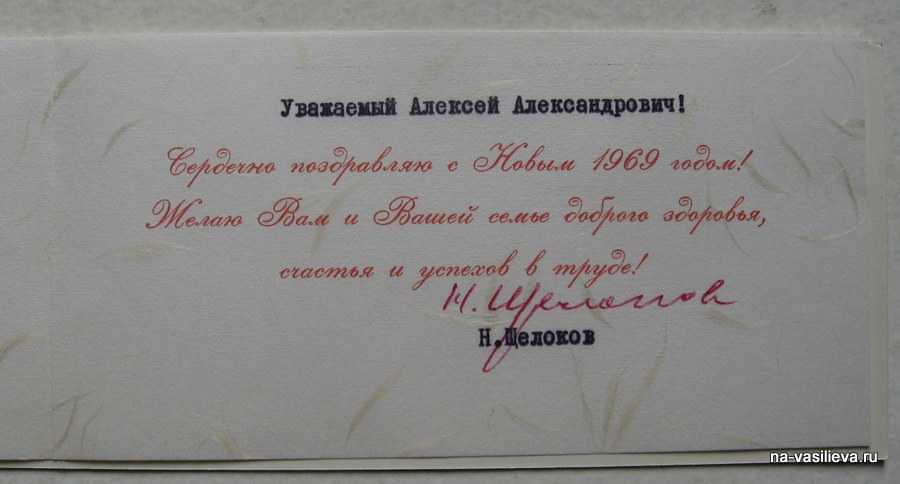 Уважаемый Алексей Александрович!
Сердечно поздравляю с Новым 1969 годом!
Желаю Вам и Вашей семье доброго здоровья,
счастья и успехов в труде!
Н. Щелоков
Н.Щелоков
na-vasilieva.ru